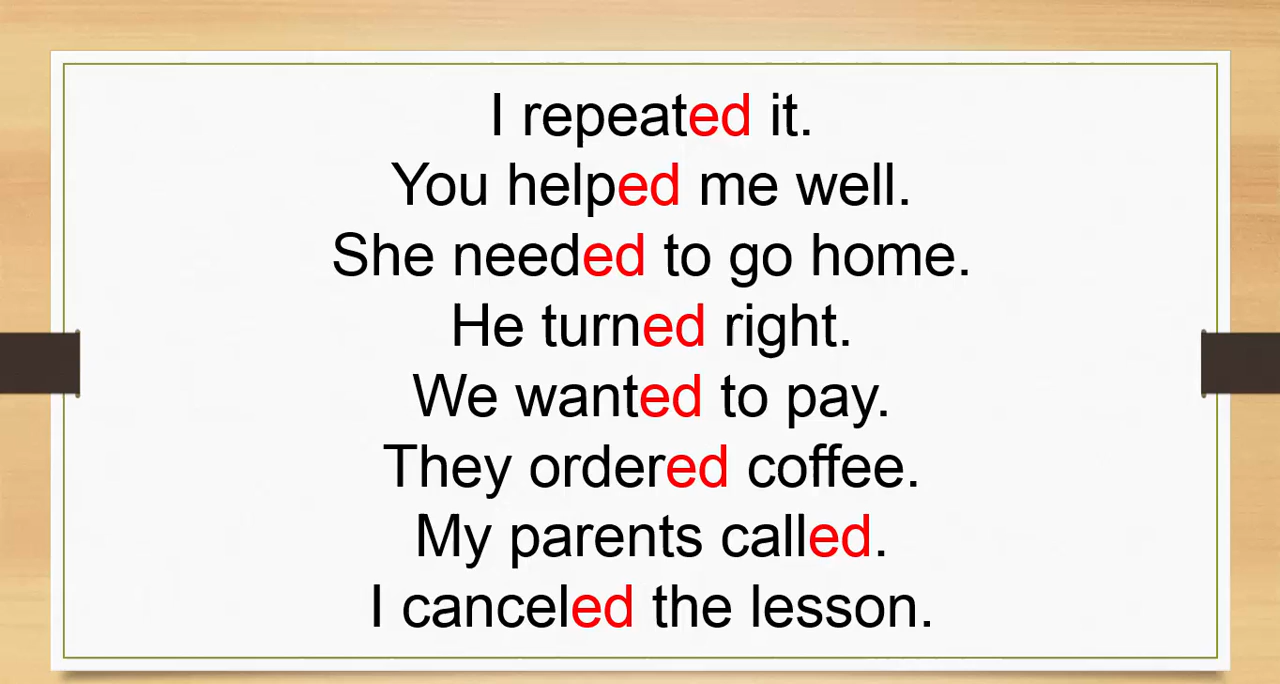 I repeated it.
You helped me well.
She needed to go home.
He turned right.
We wanted to pay.
They ordered coffee.
My parents called.
I canceled the lesson.